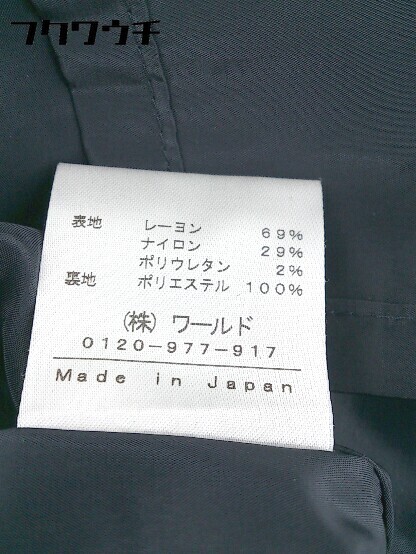 フクワウチ
表地 レーヨン 69%
ナイロン 29%
ポリウレタン 2%
裏地 ポリエステル 100%
(株) ワールド
0120-977-917
Made in Japan